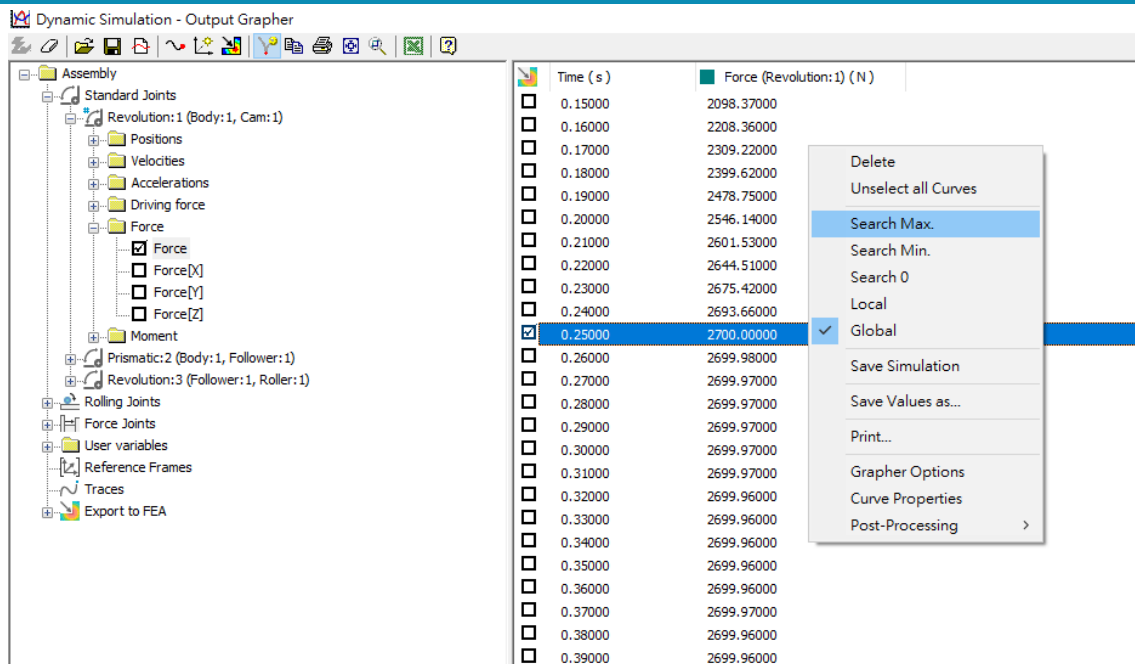 Dynamic Simulation - Output Grapher
Assembly
Standard Joints
Revolution:1 (Body:1, Cam:1)
Positions
Velocities
Accelerations
Driving force
Force
Force
Force[X]
Force[Y]
Force[Z]
Moment
Prismatic:2 (Body:1, Follower:1)
Revolution:3 (Follower:1, Roller:1)
Rolling Joints
Force Joints
User variables
Reference Frames
Traces
Export to FEA
Time ( s ) Force (Revolution:1) ( N )
0.15000 2098.37000
0.16000 2208.36000
0.17000 2309.22000
0.18000 2399.62000
0.19000 2478.75000
0.20000 2546.14000
0.21000 2601.53000
0.22000 2644.51000
0.23000 2675.42000
0.24000 2693.66000
0.25000 2700.00000
0.26000 2699.98000
0.27000 2699.97000
0.28000 2699.97000
0.29000 2699.97000
0.30000 2699.97000
0.31000 2699.97000
0.32000 2699.96000
0.33000 2699.96000
0.34000 2699.96000
0.35000 2699.96000
0.36000 2699.96000
0.37000 2699.97000
0.38000 2699.96000
0.39000 2699.96000
Delete
Unselect all Curves
Search Max.
Search Min.
Search 0
Local
Global
Save Simulation
Save Values as...
Print...
Grapher Options
Curve Properties
Post-Processing